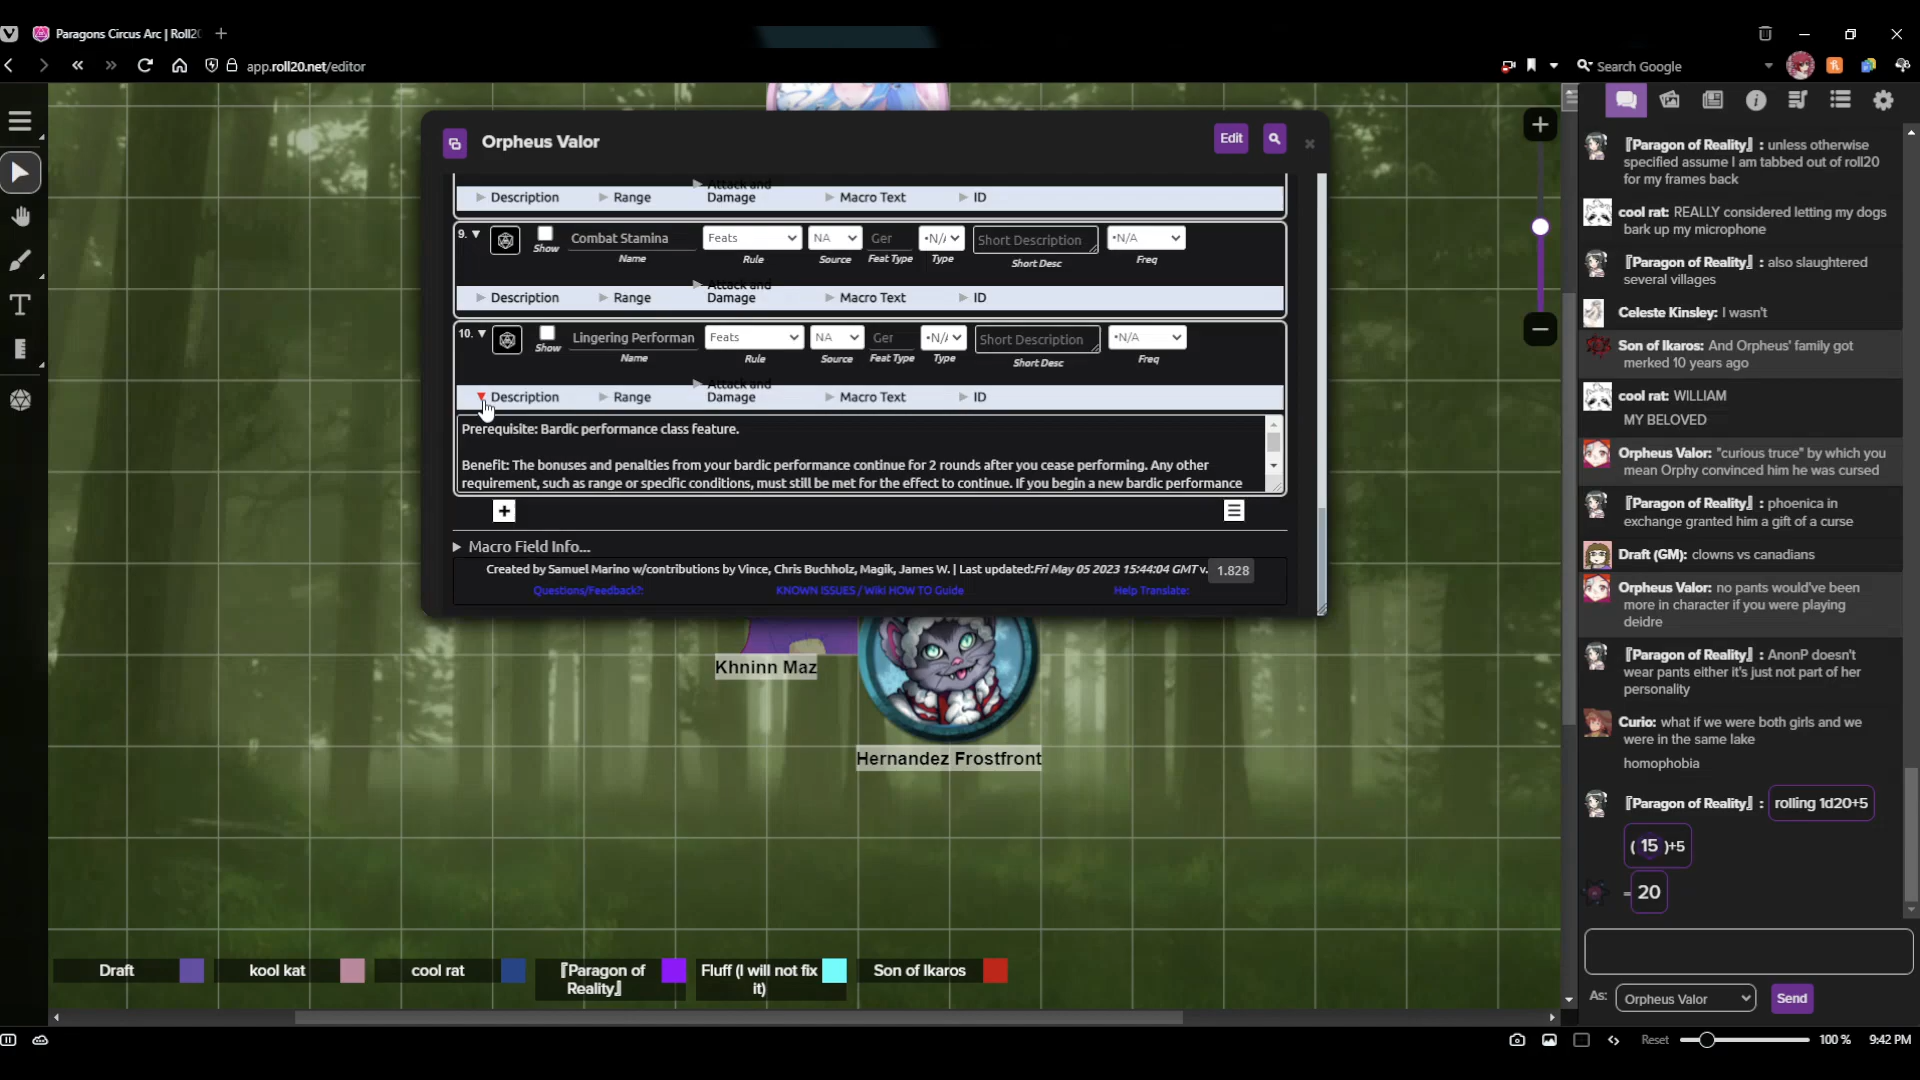 Paragons Circus Arc | Roll20
app.roll20.net/editor
Search Google
Orpheus Valor
Edit
Attack and
Description Range Damage Macro Text ID
9. Show Combat Stamina Feats NA Ger •N/A Short Description •N/A
Name Rule Source Feat Type Type Short Desc Freq
Attack and
Description Range Damage Macro Text ID
10. Show Lingering Performan Feats NA Ger •N/A Short Description •N/A
Name Rule Source Feat Type Type Short Desc Freq
Attack and
Description Range Damage Macro Text ID
Prerequisite: Bardic performance class feature.
Benefit: The bonuses and penalties from your bardic performance continue for 2 rounds after you cease performing. Any other
requirement, such as range or specific conditions, must still be met for the effect to continue. If you begin a new bardic performance
Macro Field Info...
Created by Samuel Marino w/contributions by Vince, Chris Buchholz, Magik, James W. | Last updated:Fri May 05 2023 15:44:04 GMT v. 1.828
Questions/Feedback?: KNOWN ISSUES / Wiki HOW TO Guide Help Translate:
Khninn Maz
Hernandez Frostfront
Draft
kool kat
cool rat
『Paragon of
Reality』
Fluff (I will not fix
it)
Son of Ikaros
『Paragon of Reality』 : unless otherwise
specified assume I am tabbed out of roll20
for my frames back
cool rat: REALLY considered letting my dogs
bark up my microphone
『Paragon of Reality』 : also slaughtered
several villages
Celeste Kinsley: I wasn't
Son of Ikaros: And Orpheus' family got
merked 10 years ago
cool rat: WILLIAM
MY BELOVED
Orpheus Valor: "curious truce" by which you
mean Orphy convinced him he was cursed
『Paragon of Reality』 : phoenica in
exchange granted him a gift of a curse
Draft (GM): clowns vs canadians
Orpheus Valor: no pants would've been
more in character if you were playing
deidre
『Paragon of Reality』 : AnonP doesn't
wear pants either it's just not part of her
personality
Curio: what if we were both girls and we
were in the same lake
homophobia
『Paragon of Reality』 : rolling 1d20+5
( 15 )+5
= 20
As: Orpheus Valor Send
Reset 100 % 9:42 PM